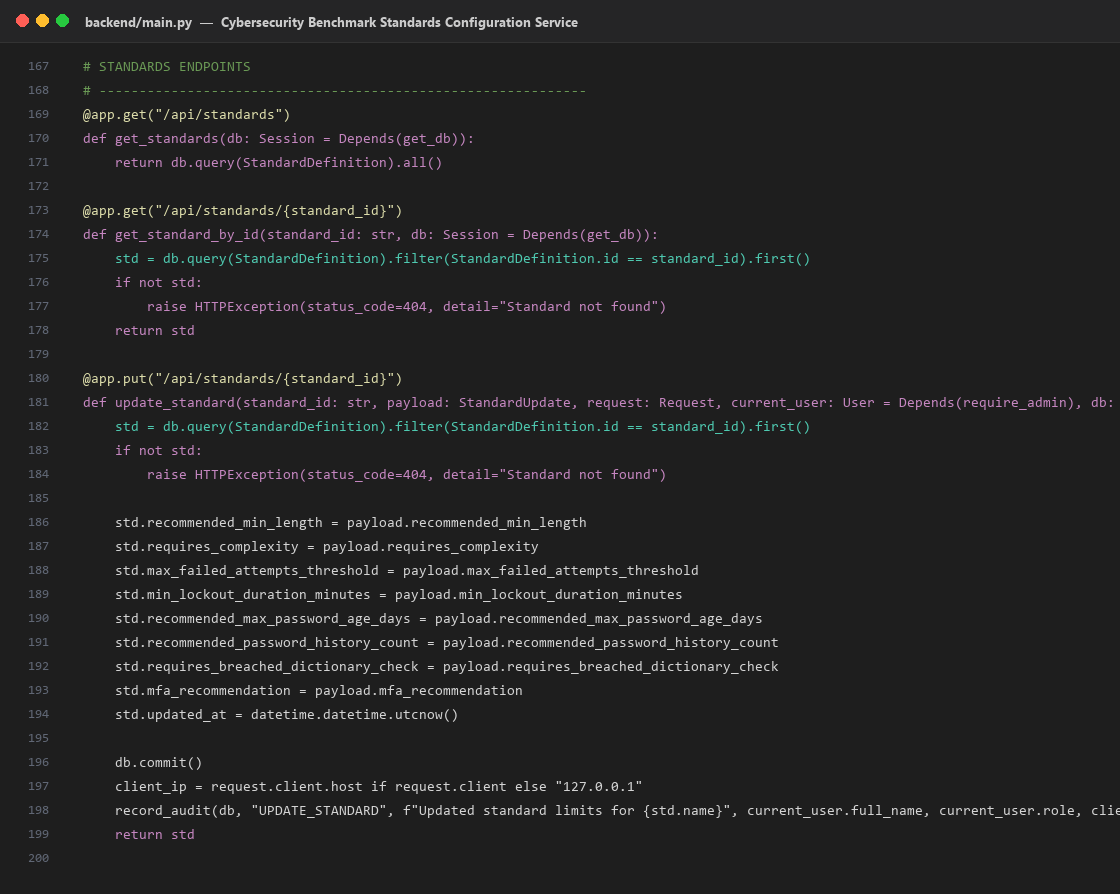 backend/main.py — Cybersecurity Benchmark Standards Configuration Service
167 # STANDARDS ENDPOINTS
168 # -------------------------------------------------------------
169 @app.get("/api/standards")
170 def get_standards(db: Session = Depends(get_db)):
171     return db.query(StandardDefinition).all()
172
173 @app.get("/api/standards/{standard_id}")
174 def get_standard_by_id(standard_id: str, db: Session = Depends(get_db)):
175     std = db.query(StandardDefinition).filter(StandardDefinition.id == standard_id).first()
176     if not std:
177         raise HTTPException(status_code=404, detail="Standard not found")
178     return std
179
180 @app.put("/api/standards/{standard_id}")
181 def update_standard(standard_id: str, payload: StandardUpdate, request: Request, current_user: User = Depends(require_admin), db:
182     std = db.query(StandardDefinition).filter(StandardDefinition.id == standard_id).first()
183     if not std:
184         raise HTTPException(status_code=404, detail="Standard not found")
185
186     std.recommended_min_length = payload.recommended_min_length
187     std.requires_complexity = payload.requires_complexity
188     std.max_failed_attempts_threshold = payload.max_failed_attempts_threshold
189     std.min_lockout_duration_minutes = payload.min_lockout_duration_minutes
190     std.recommended_max_password_age_days = payload.recommended_max_password_age_days
191     std.recommended_password_history_count = payload.recommended_password_history_count
192     std.requires_breached_dictionary_check = payload.requires_breached_dictionary_check
193     std.mfa_recommendation = payload.mfa_recommendation
194     std.updated_at = datetime.datetime.utcnow()
195
196     db.commit()
197     client_ip = request.client.host if request.client else "127.0.0.1"
198     record_audit(db, "UPDATE_STANDARD", f"Updated standard limits for {std.name}", current_user.full_name, current_user.role, clie
199     return std
200